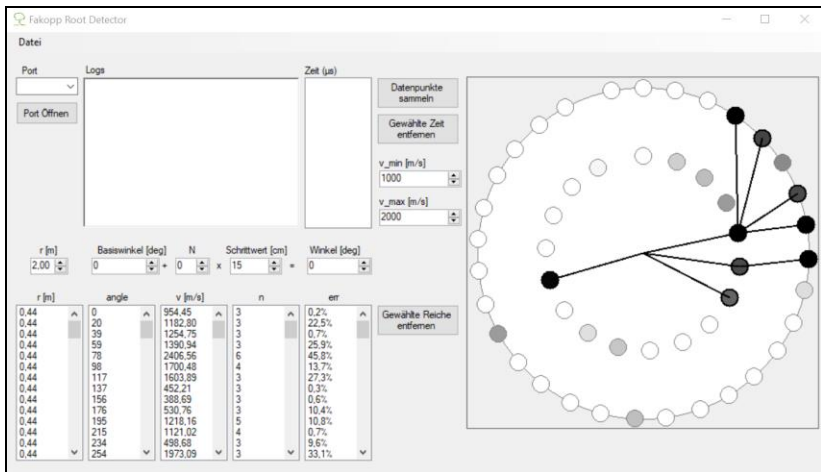 Fakopp Root Detector
Datei
Port
Logs
Zeit (µs)
Port Öffnen
Datenpunkte
sammeln
Gewählte Zeit
entfernen
v_min [m/s]
1000
v_max [m/s]
2000
r [m] Basiswinkel [deg] N Schrittwert [cm] Winkel [deg]
2,00 0 + 0 x 15 = 0
r [m] angle v [m/s] n err
0,44 0 954,45 3 0,2%
0,44 20 1182,80 3 22,5%
0,44 39 1254,75 3 0,7%
0,44 59 1390,94 3 25,9%
0,44 78 2406,56 6 45,8%
0,44 98 1700,48 4 13,7%
0,44 117 1603,89 3 27,3%
0,44 137 452,21 3 0,3%
0,44 156 388,69 3 0,6%
0,44 176 530,76 3 10,4%
0,44 195 1218,16 5 10,8%
0,44 215 1121,02 4 0,7%
0,44 234 498,68 3 9,6%
0,44 254 1973,09 3 33,1%
Gewählte Reiche
entfernen